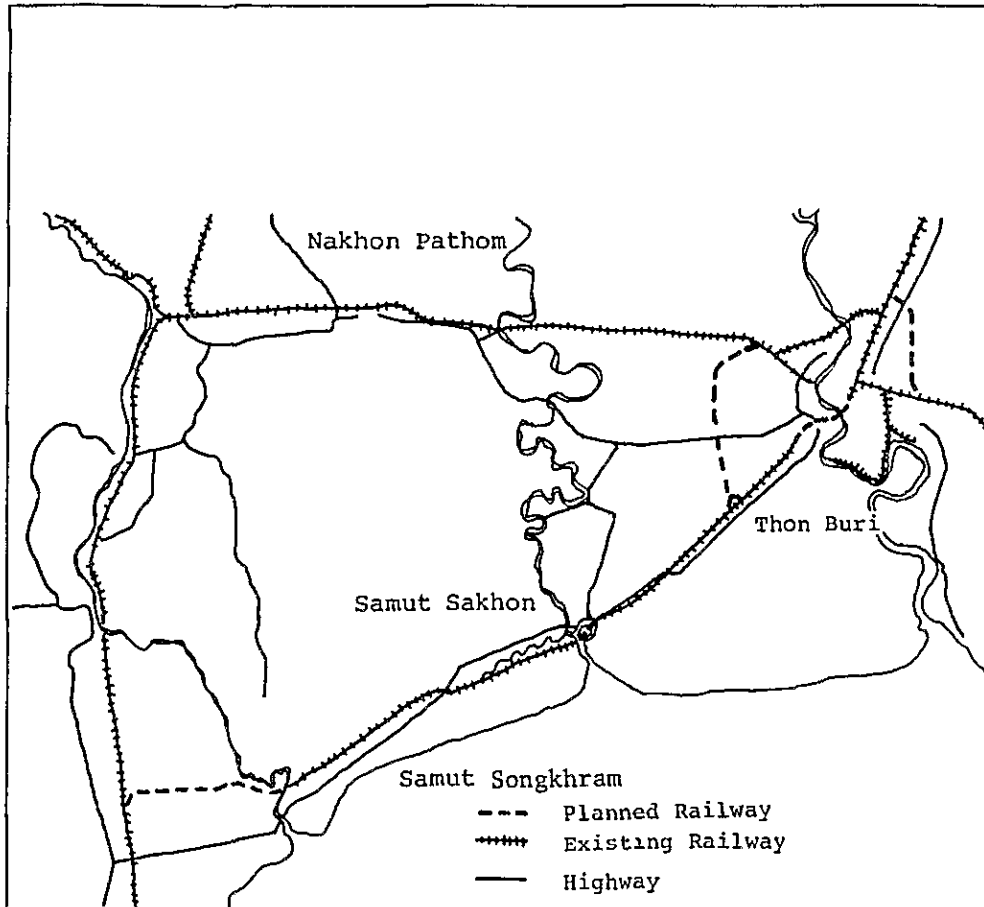 Nakhon Pathom
Thon Buri
Samut Sakhon
Samut Songkhram
Planned Railway
Existing Railway
Highway